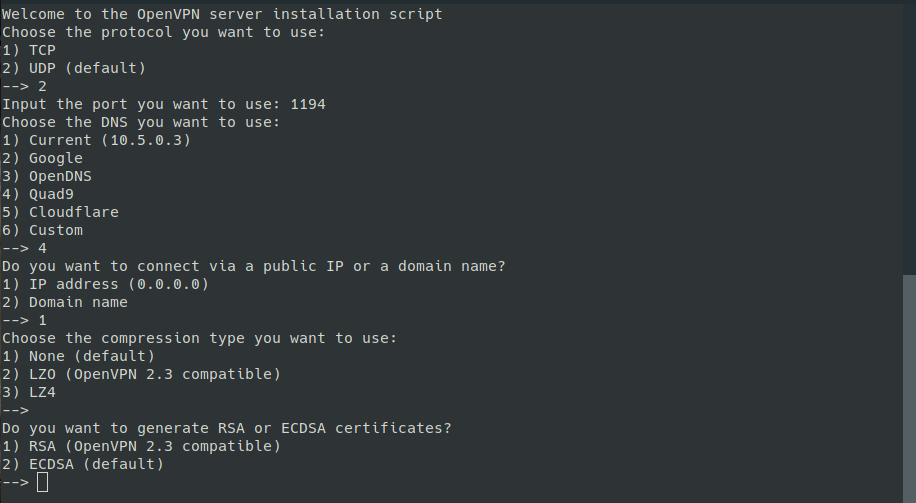 Welcome to the OpenVPN server installation script
Choose the protocol you want to use:
1) TCP
2) UDP (default)
--> 2
Input the port you want to use: 1194
Choose the DNS you want to use:
1) Current (10.5.0.3)
2) Google
3) OpenDNS
4) Quad9
5) Cloudflare
6) Custom
--> 4
Do you want to connect via a public IP or a domain name?
1) IP address (0.0.0.0)
2) Domain name
--> 1
Choose the compression type you want to use:
1) None (default)
2) LZO (OpenVPN 2.3 compatible)
3) LZ4
-->
Do you want to generate RSA or ECDSA certificates?
1) RSA (OpenVPN 2.3 compatible)
2) ECDSA (default)
-->